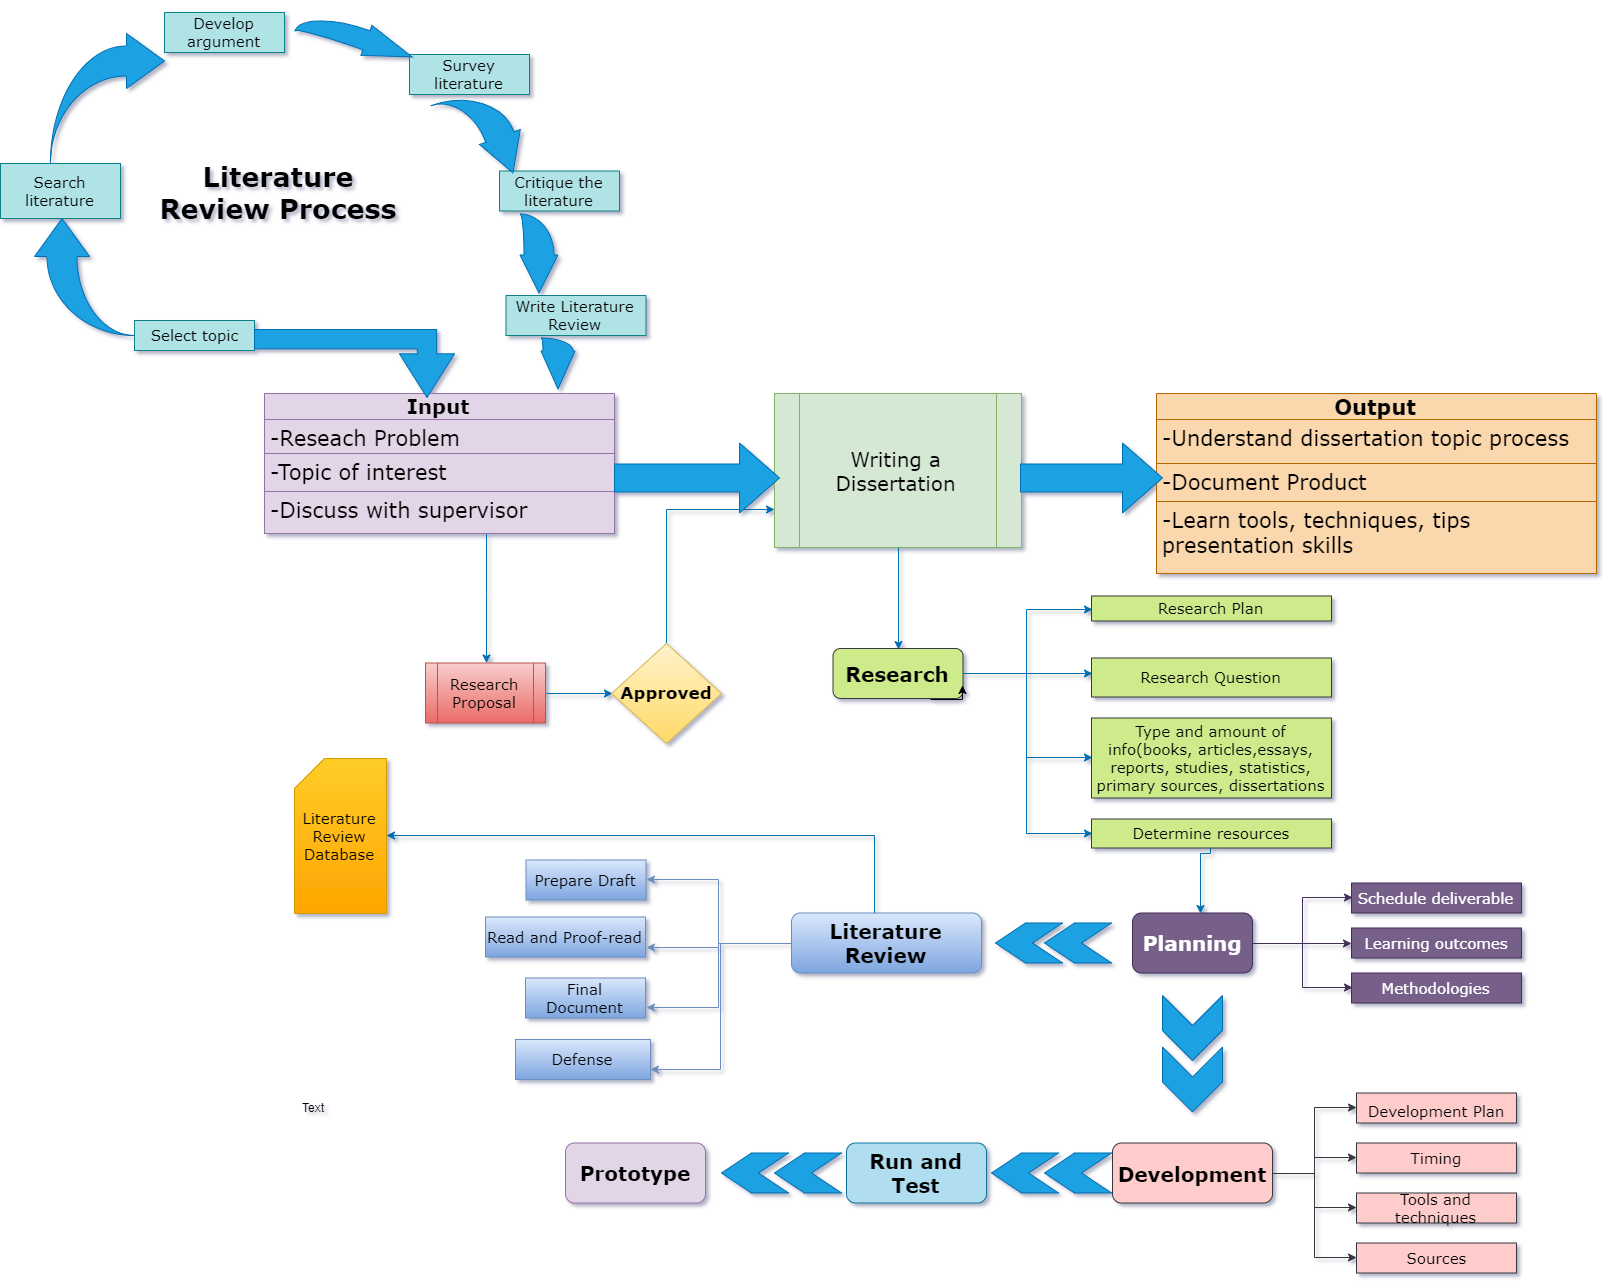 Develop
argument
Survey
literature
Literature
Review Process
Search
literature
Critique the
literature
Write Literature
Review
Select topic
Input
-Reseach Problem
-Topic of interest
-Discuss with supervisor
Writing a
Dissertation
Output
-Understand dissertation topic process
-Document Product
-Learn tools, techniques, tips
presentation skills
Research
Proposal
Approved
Research
Research Plan
Research Question
Type and amount of
info(books, articles,essays,
reports, studies, statistics,
primary sources, dissertations
Determine resources
Literature
Review
Database
Prepare Draft
Read and Proof-read
Final
Document
Defense
Literature
Review
Planning
Schedule deliverable
Learning outcomes
Methodologies
Text
Prototype
Run and
Test
Development
Development Plan
Timing
Tools and
techniques
Sources